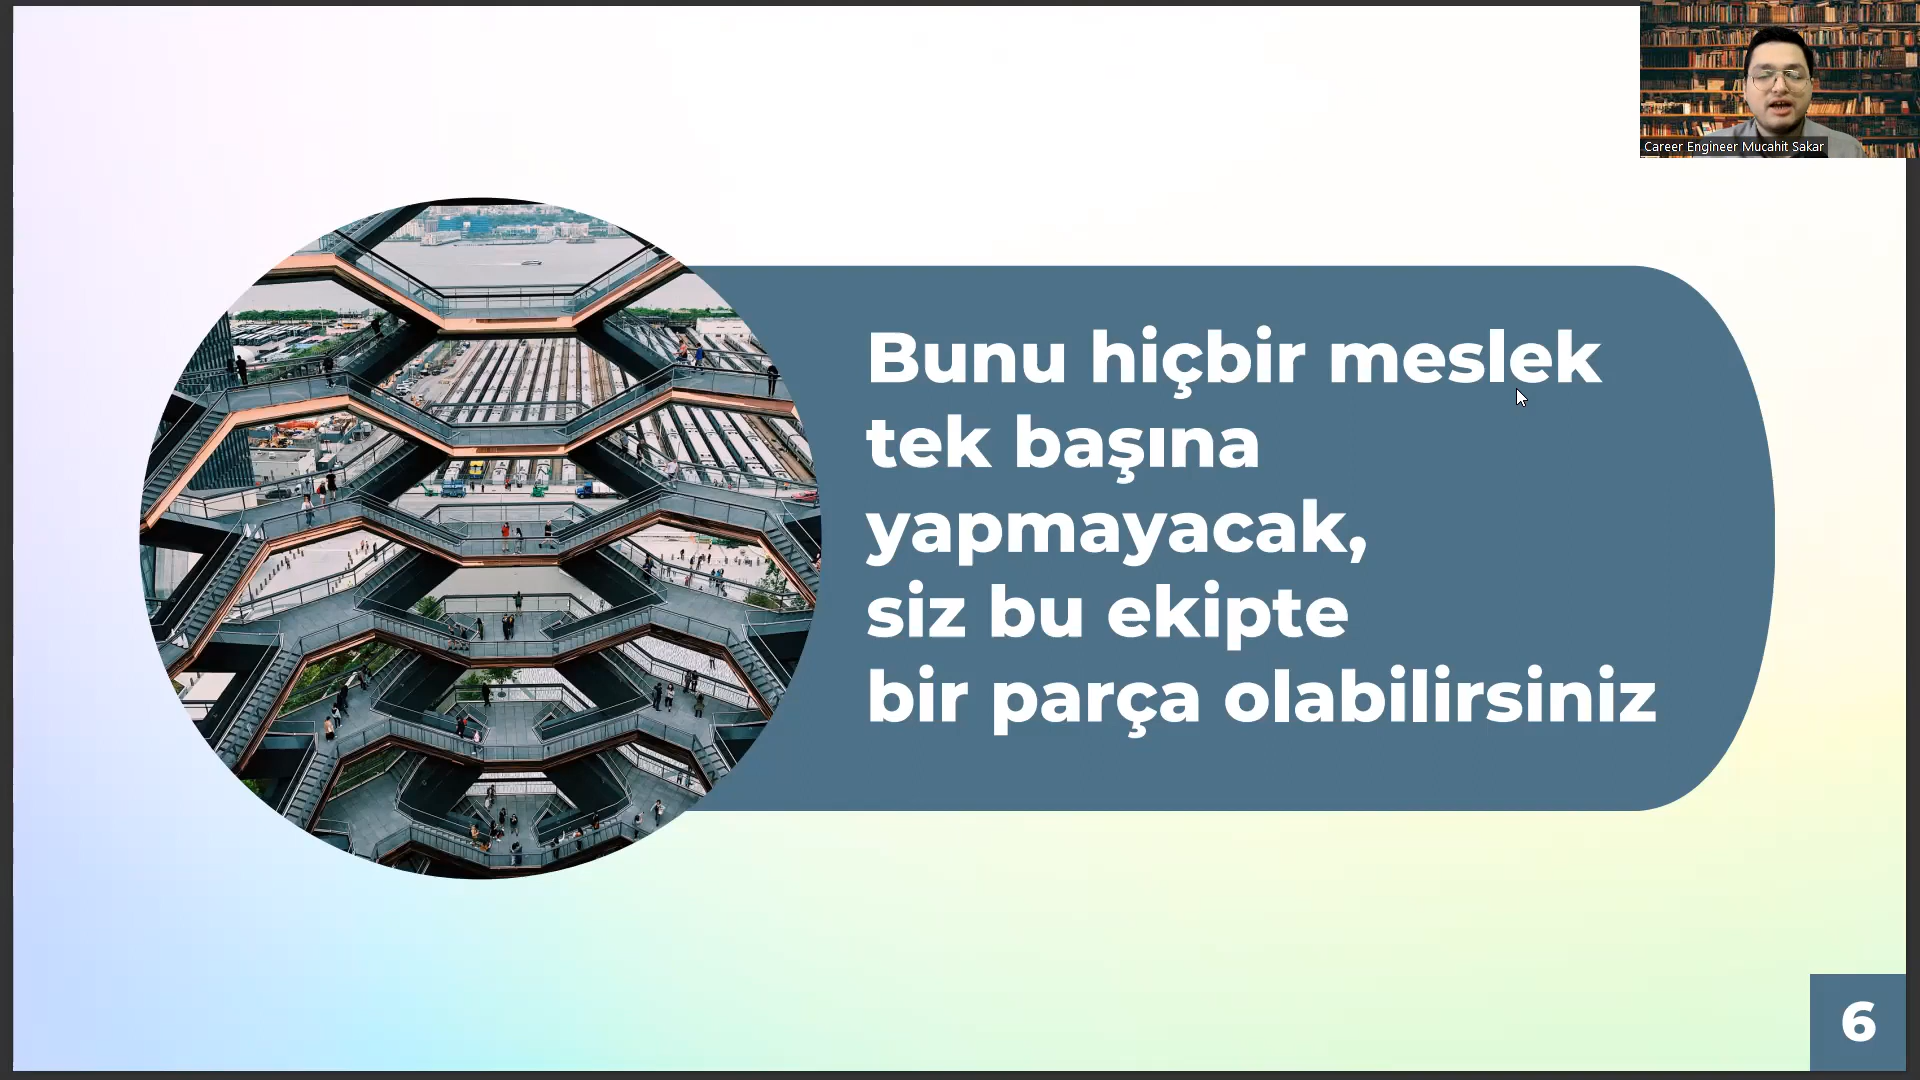 Career Engineer Mucahit Sakar
Bunu hiçbir meslek
tek başına
yapmayacak,
siz bu ekipte
bir parça olabilirsiniz
6